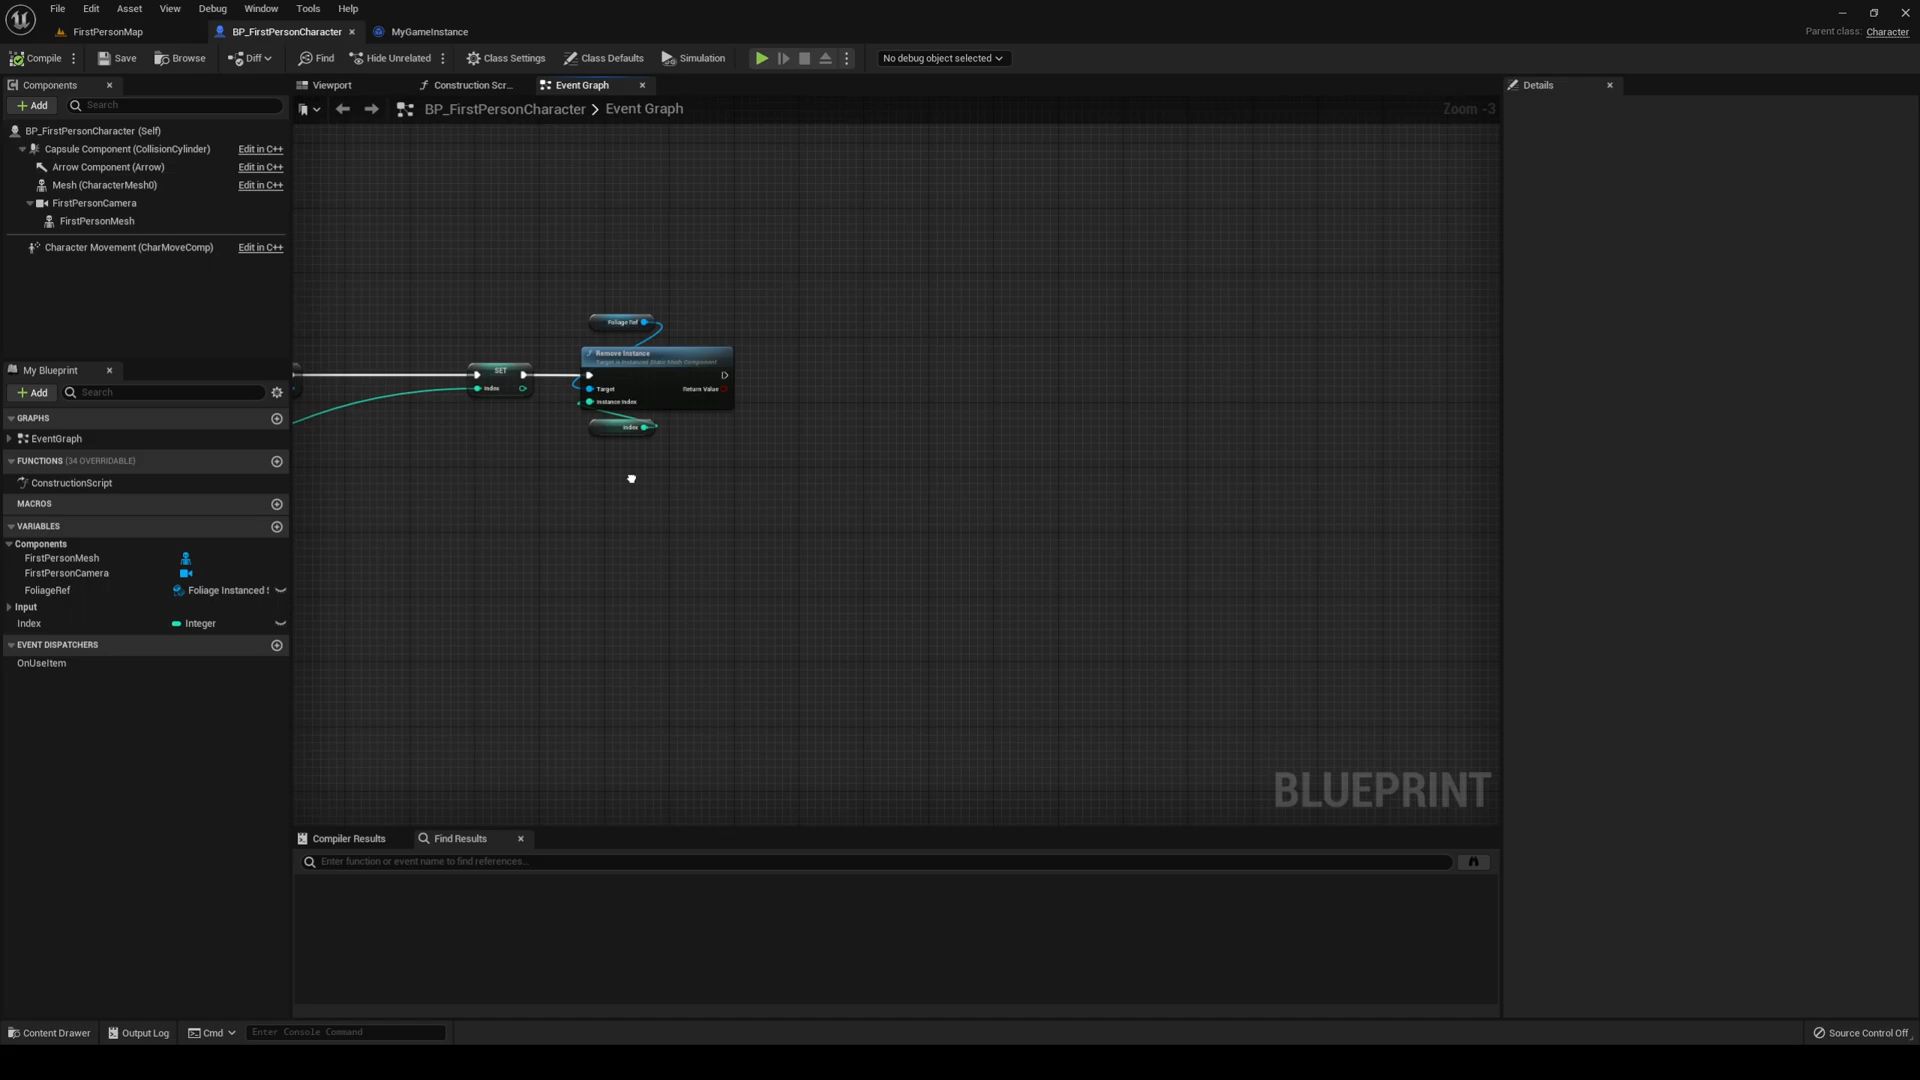 File Edit Asset View Debug Window Tools Help
FirstPersonMap BP_FirstPersonCharacter MyGameInstance
Parent class: Character
Compile Save Browse Diff Find Hide Unrelated Class Settings Class Defaults Simulation No debug object selected
Components
Add Search
BP_FirstPersonCharacter (Self)
Capsule Component (CollisionCylinder) Edit in C++
Arrow Component (Arrow) Edit in C++
Mesh (CharacterMesh0) Edit in C++
FirstPersonCamera
FirstPersonMesh
Character Movement (CharMoveComp) Edit in C++
My Blueprint
Add Search
GRAPHS
EventGraph
FUNCTIONS (34 OVERRIDABLE)
ConstructionScript
MACROS
VARIABLES
Components
FirstPersonMesh
FirstPersonCamera
FoliageRef Foliage Instanced S
Input
Index Integer
EVENT DISPATCHERS
OnUseItem
Viewport Construction Scr... Event Graph
BP_FirstPersonCharacter > Event Graph Zoom -3
Foliage Ref
SET
Index
Remove Instance
Target is Instanced Static Mesh Component
Target Return Value
Instance Index
Index
BLUEPRINT
Compiler Results Find Results
Enter function or event name to find references...
Details
Content Drawer Output Log Cmd Enter Console Command Source Control Off